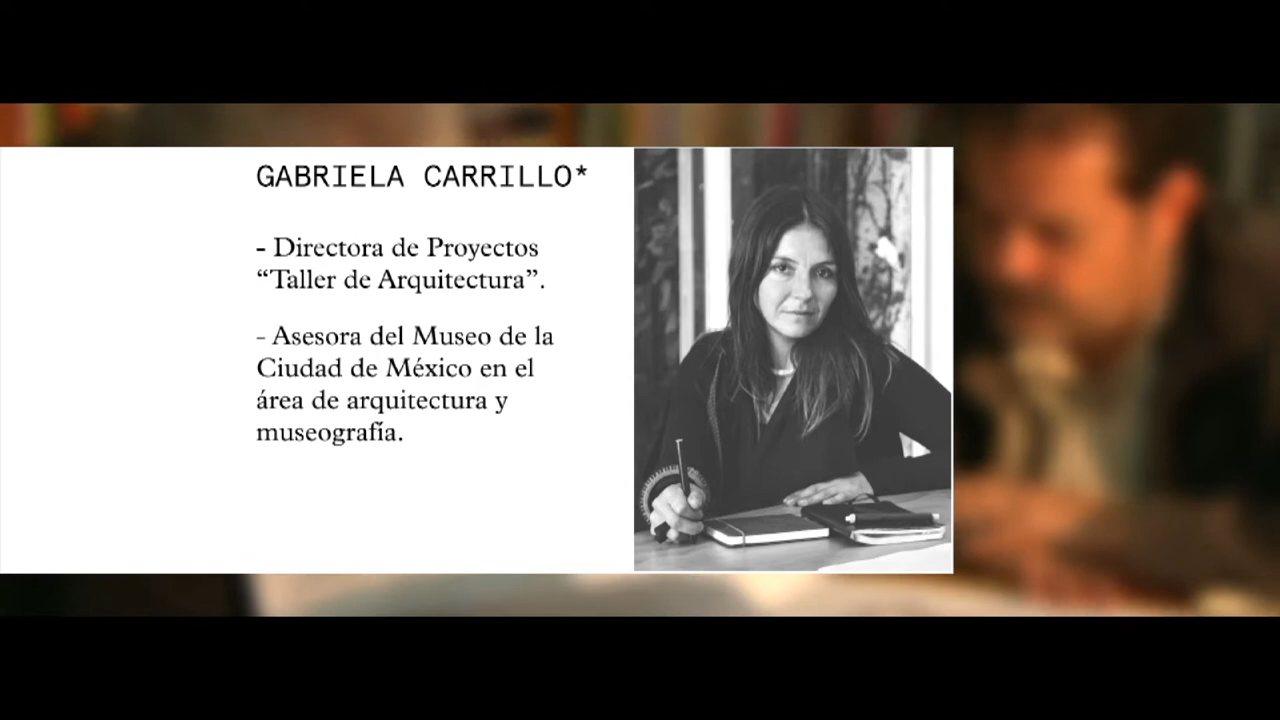 GABRIELA CARRILLO*
- Directora de Proyectos
“Taller de Arquitectura”.
- Asesora del Museo de la
Ciudad de México en el
área de arquitectura y
museografía.